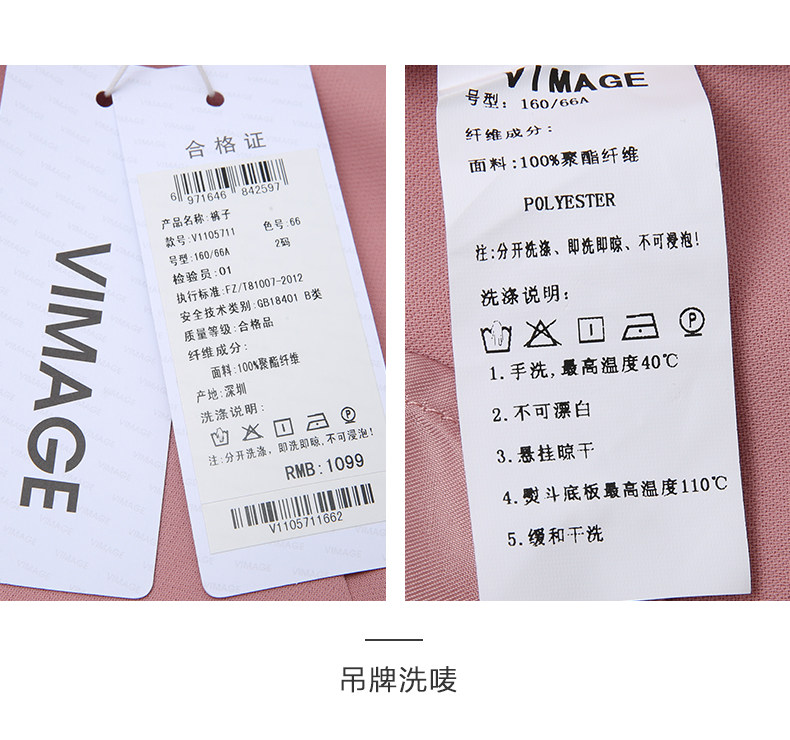 VIMAGE
合格证
6 971646 842597
产品名称:裤子
款号:V1105711 色号:66
号型:160/66A 2码
检验员:01
执行标准:FZ/T81007-2012
安全技术类别:GB18401 B类
质量等级:合格品
纤维成分:
面料:100%聚酯纤维
产地:深圳
洗涤说明:
P
注:分开洗涤, 即洗即晾, 不可浸泡!
RMB:1099
V1105711662
VIMAGE
号型: 160/66A
纤维成分:
面料:100%聚酯纤维
POLYESTER
注:分开洗涤、即洗即晾、不可浸泡!
洗涤说明:
P
1.手洗,最高温度40℃
2.不可漂白
3.悬挂晾干
4.熨斗底板最高温度110℃
5.缓和干洗
吊牌洗唛